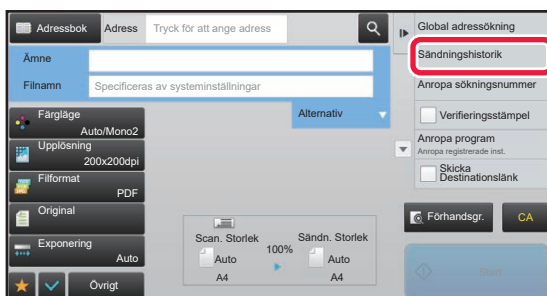 Adressbok
Adress
Tryck för att ange adress
Ämne
Filnamn
Specificeras av systeminställningar
Alternativ
Färgläge
Auto/Mono2
Upplösning
200x200dpi
Filformat
PDF
Original
Exponering
Auto
Övrigt
Scan. Storlek
100%
Sändn. Storlek
Auto
Auto
A4
A4
Global adressökning
Sändningshistorik
Anropa sökningsnummer
Verifieringsstämpel
Anropa program
Anropa registrerade inst.
Skicka
Destinationslänk
Förhandsgr.
CA
Start